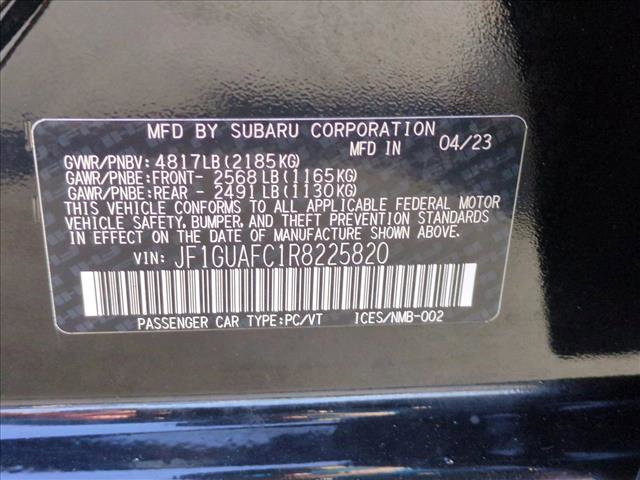 MFD BY SUBARU CORPORATION
MFD IN 04/23
GVWR/PNBV: 4817LB(2185KG)
GAWR/PNBE:FRONT- 2568LB(1165KG)
GAWR/PNBE:REAR - 2491LB(1130KG)
THIS VEHICLE CONFORMS TO ALL APPLICABLE FEDERAL MOTOR
VEHICLE SAFETY, BUMPER, AND THEFT PREVENTION STANDARDS
IN EFFECT ON THE DATE OF MANUFACTURE SHOWN ABOVE.
VIN: JF1GUAFC1R8225820
PASSENGER CAR TYPE:PC/VT ICES/NMB-002